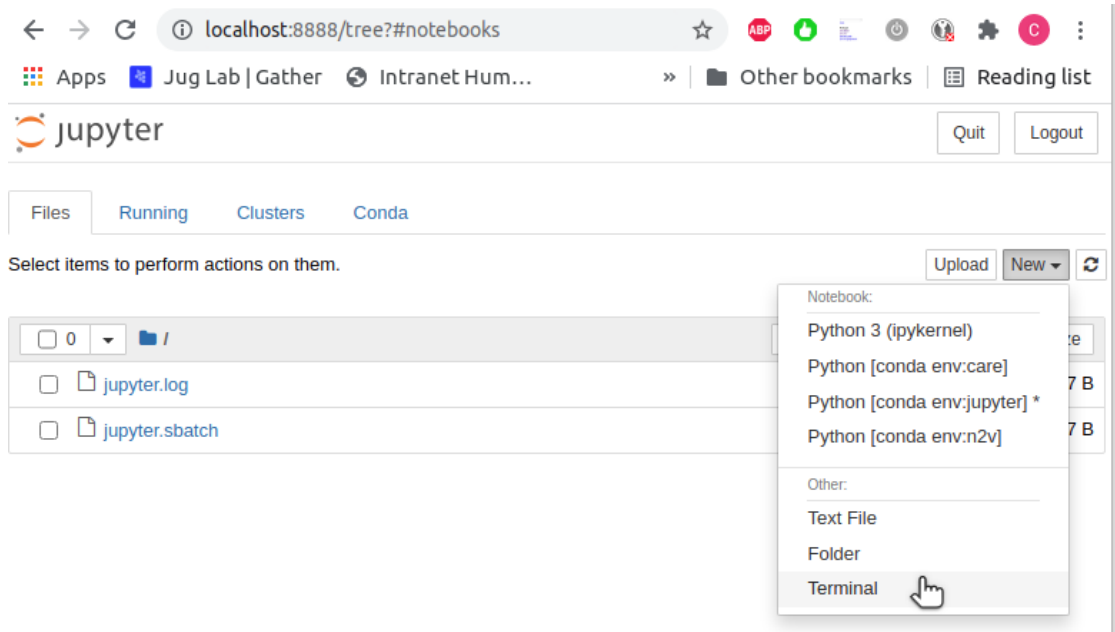 localhost:8888/tree?#notebooks ABP C
Apps Jug Lab | Gather Intranet Hum... » Other bookmarks Reading list
jupyter Quit Logout
Files Running Clusters Conda
Select items to perform actions on them. Upload New
Notebook:
0 / Python 3 (ipykernel) ze
Python [conda env:care]
jupyter.log 7 B
Python [conda env:jupyter] *
jupyter.sbatch 7 B
Python [conda env:n2v]
Other:
Text File
Folder
Terminal